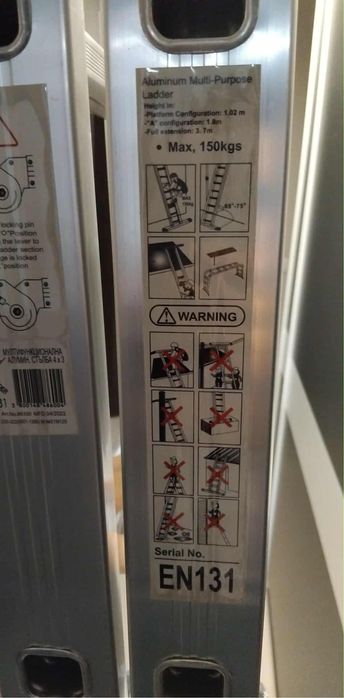 Aluminum Multi-Purpose
Ladder
Height in:
-Platform Configuration: 1,02 m
-"A" configuration: 1.8m
-Full extension: 3.7m
• Max, 150kgs
MAX
150kg
65°-75°
WARNING
Serial No.
EN131
locking pin
"O"Position
the lever to
ladder section
ge is locked
position
МУЛТИФУНКЦИОНАЛНА
АЛУМИН. СТЪЛБА 4 x 3